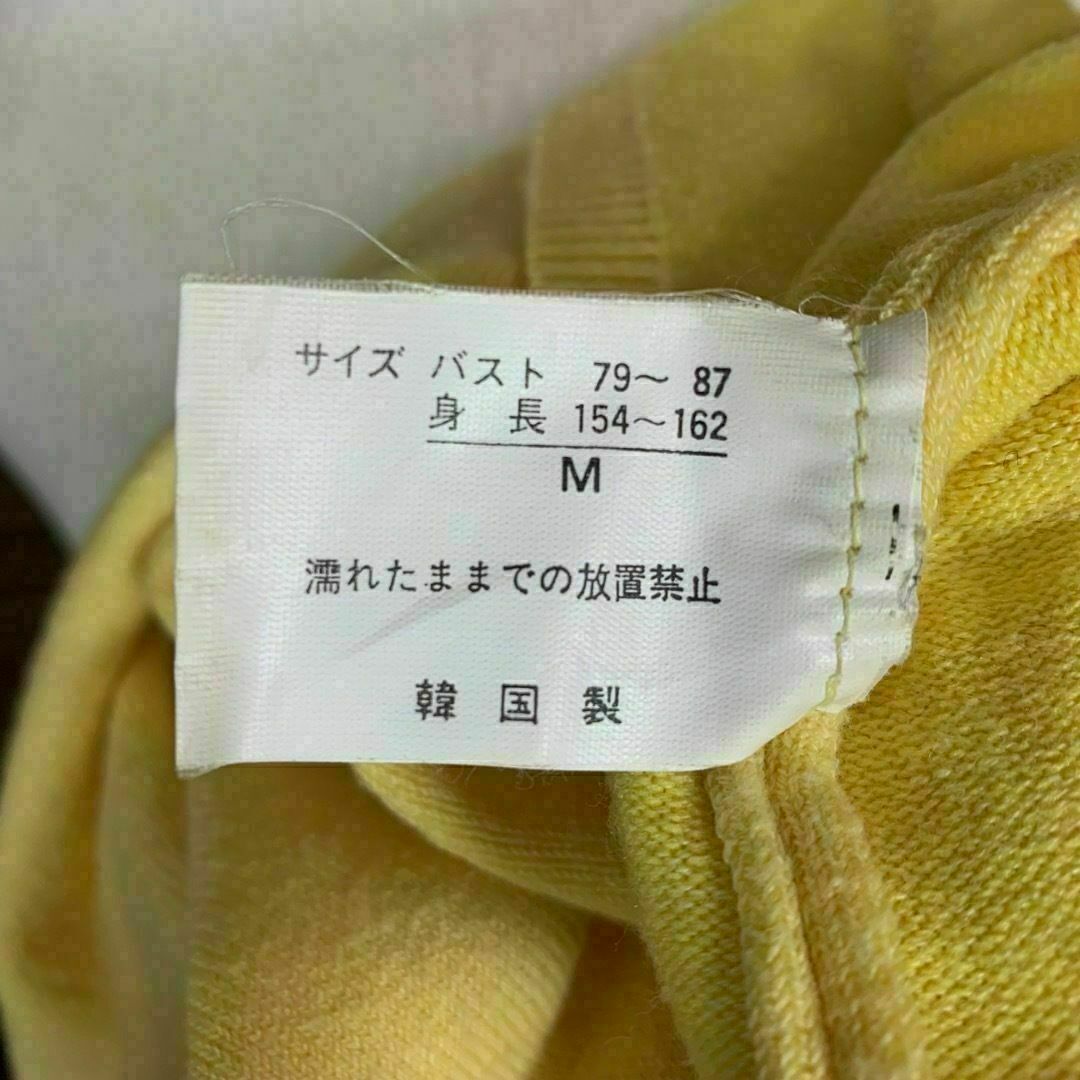 サイズ バスト 79～87
身長 154～162
M
濡れたままでの放置禁止
韓国製